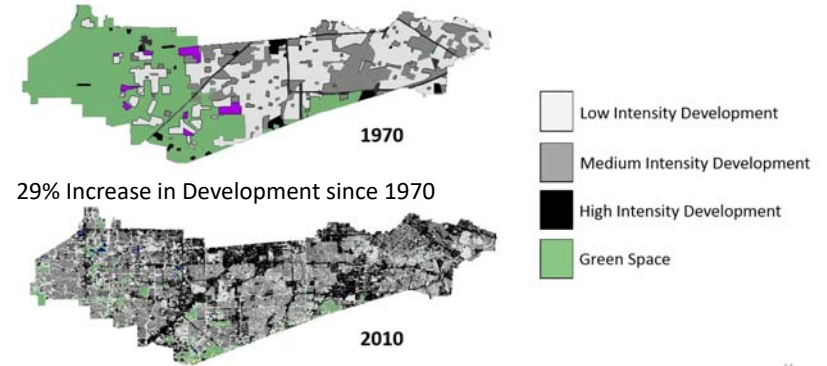 1970
Low Intensity Development
Medium Intensity Development
29% Increase in Development since 1970
High Intensity Development
Green Space
2010